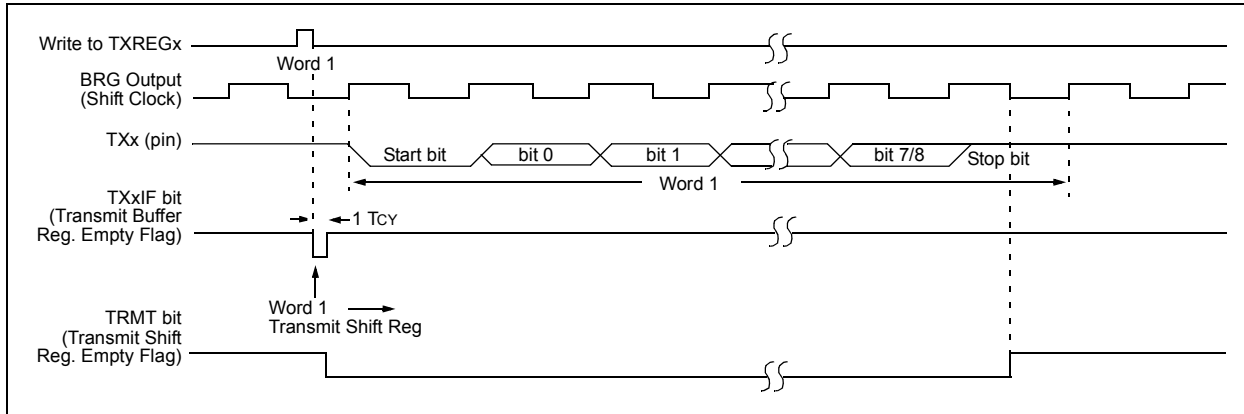 Write to TXREGx
Word 1
BRG Output
(Shift Clock)
TXx (pin)
Start bit
bit 0
bit 1
bit 7/8
Stop bit
Word 1
TXxIF bit
(Transmit Buffer
Reg. Empty Flag)
1 TCY
Word 1
Transmit Shift Reg
TRMT bit
(Transmit Shift
Reg. Empty Flag)